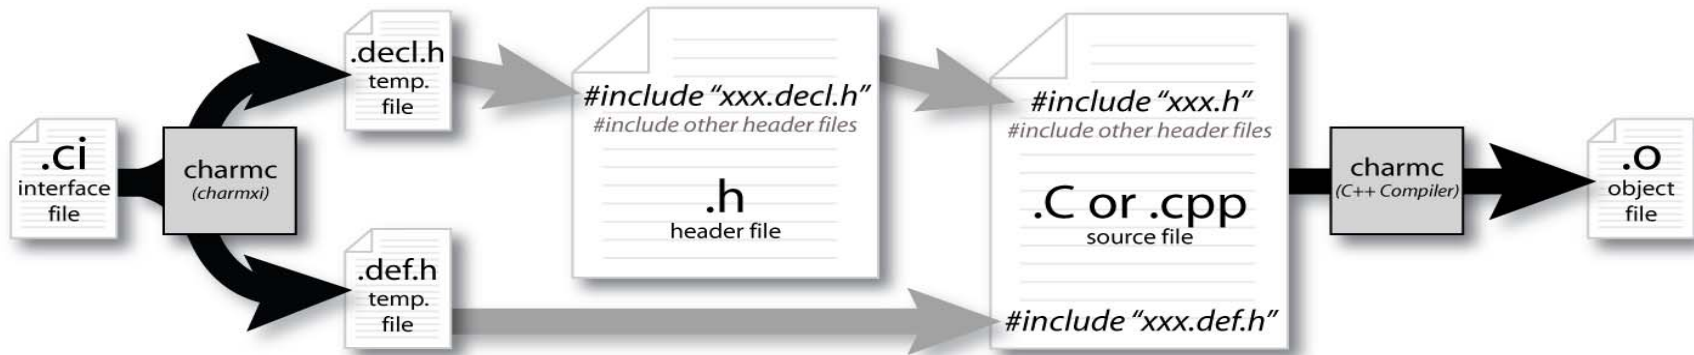 .ci
interface
file
charmc
(charmxi)
.decl.h
temp.
file
.def.h
temp.
file
#include “xxx.decl.h”
#include other header files
.h
header file
#include “xxx.h”
#include other header files
.C or .cpp
source file
#include “xxx.def.h”
charmc
(C++ Compiler)
.o
object
file